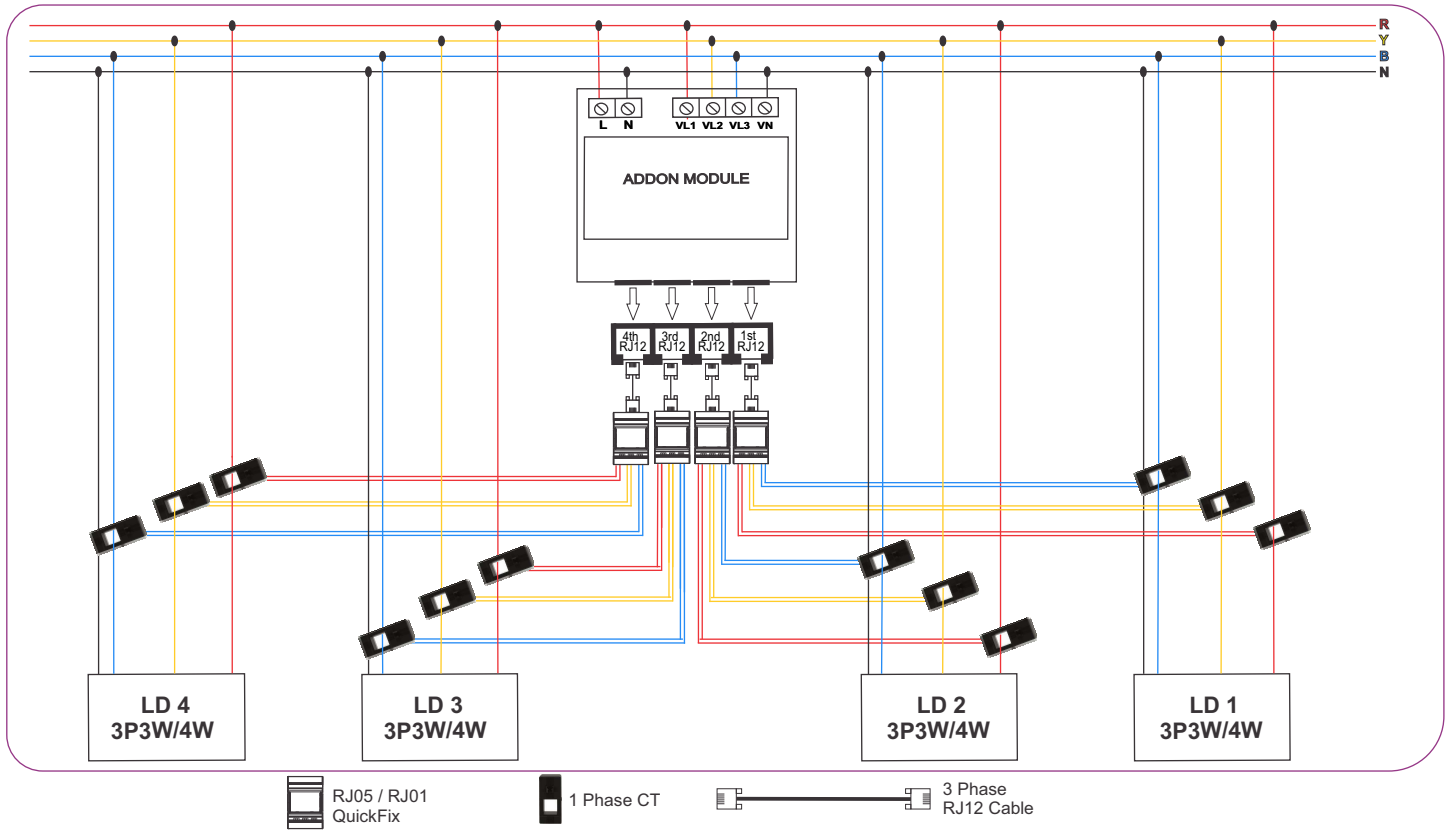 R
Y
B
N
L N VL1 VL2 VL3 VN
ADDON MODULE
4th
RJ12
3rd
RJ12
2nd
RJ12
1st
RJ12
LD 4
3P3W/4W
LD 3
3P3W/4W
LD 2
3P3W/4W
LD 1
3P3W/4W
RJ05 / RJ01
QuickFix
1 Phase CT
3 Phase
RJ12 Cable